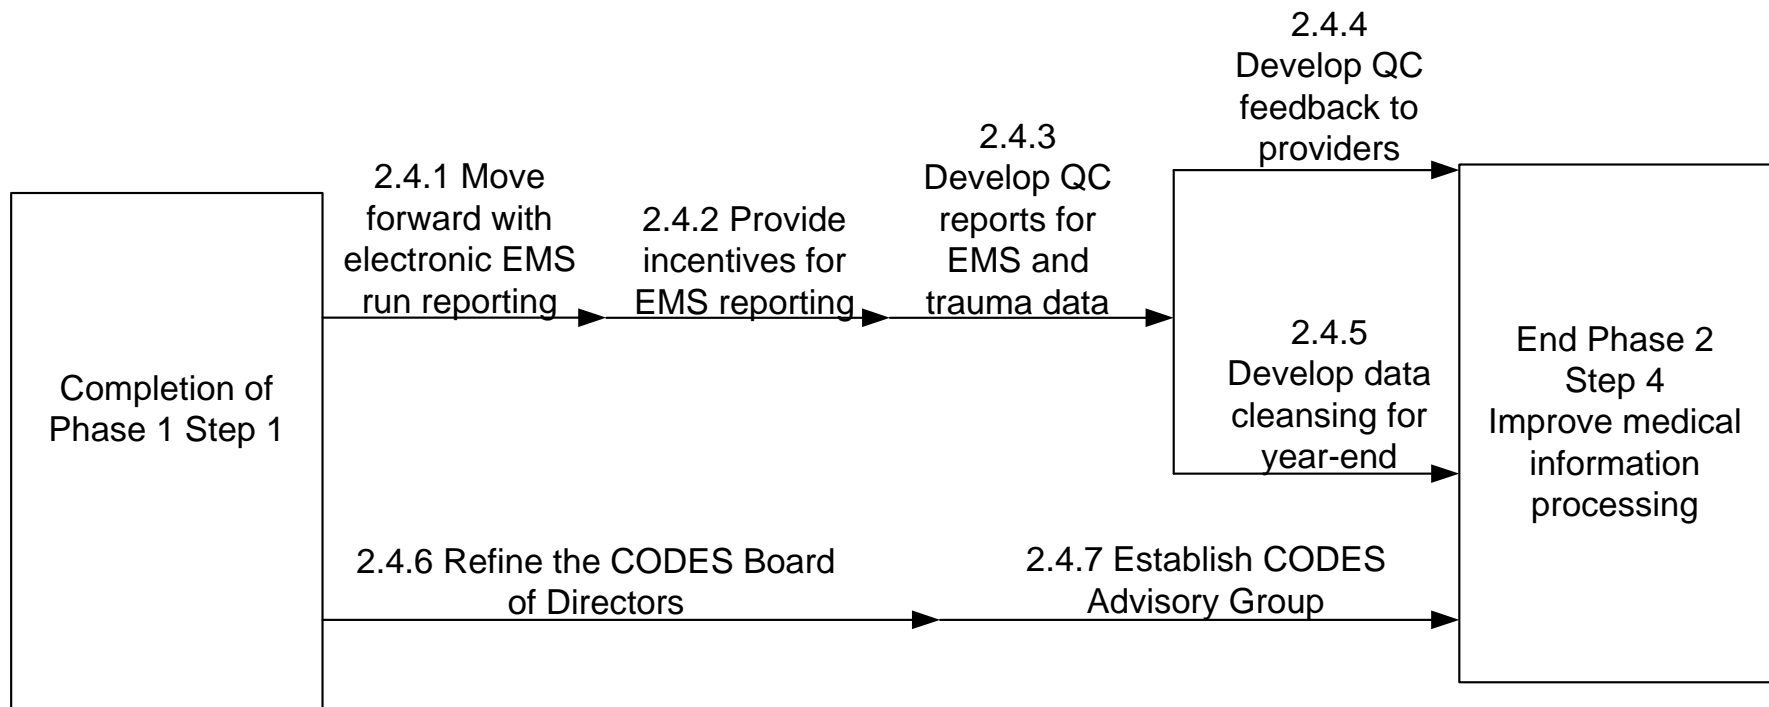 Completion of
Phase 1 Step 1
2.4.1 Move
forward with
electronic EMS
run reporting
2.4.2 Provide
incentives for
EMS reporting
2.4.3
Develop QC
reports for
EMS and
trauma data
2.4.4
Develop QC
feedback to
providers
2.4.5
Develop data
cleansing for
year-end
2.4.6 Refine the CODES Board
of Directors
2.4.7 Establish CODES
Advisory Group
End Phase 2
Step 4
Improve medical
information
processing